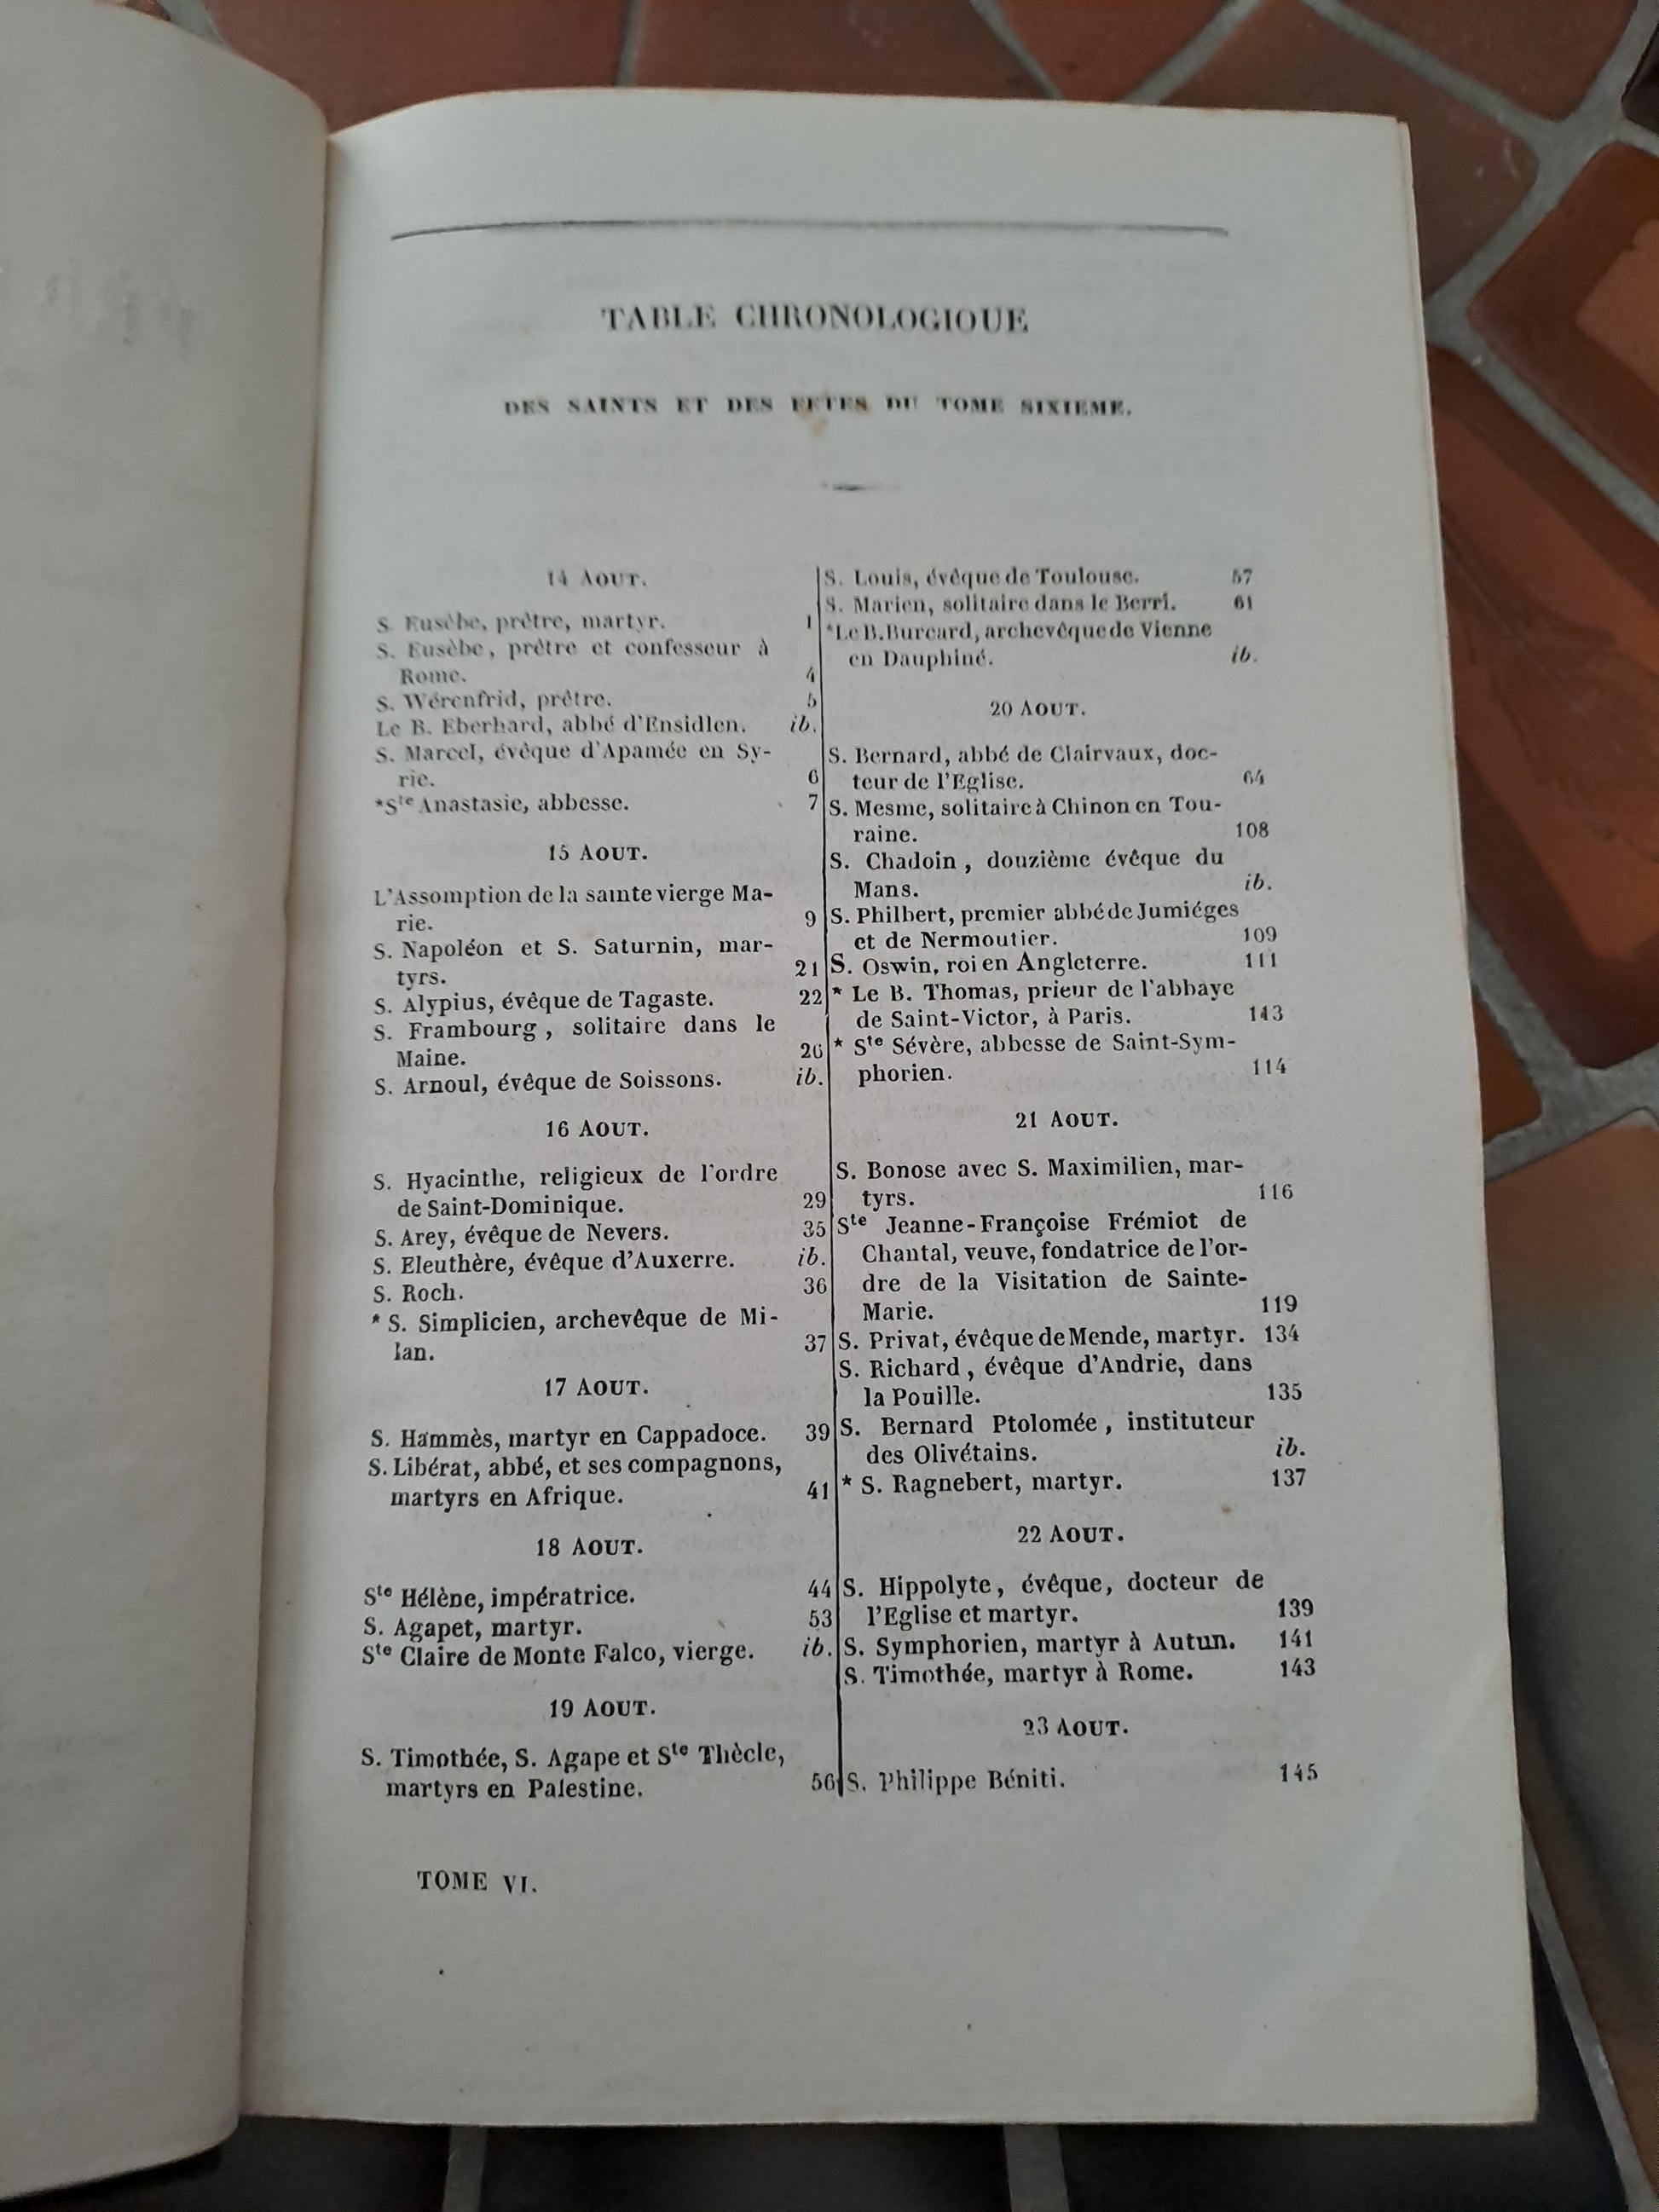 TABLE CHRONOLOGIQUE
DES SAINTS ET DES FETES DU TOME SIXIEME.
14 AOUT.
S. Eusèbe, prêtre, martyr. 1
S. Eusèbe, prêtre et confesseur à
Rome. 4
S. Wérenfrid, prêtre. 5
Le B. Eberhard, abbé d'Ensidlen. ib.
S. Marcel, évêque d'Apamée en Sy-
rie. 6
*Ste Anastasie, abbesse. 7
15 AOUT.
L'Assomption de la sainte vierge Ma-
rie. 9
S. Napoléon et S. Saturnin, mar-
tyrs. 21
S. Alypius, évêque de Tagaste. 22
S. Frambourg, solitaire dans le
Maine. 26
S. Arnoul, évêque de Soissons. ib.
16 AOUT.
S. Hyacinthe, religieux de l'ordre
de Saint-Dominique. 29
S. Arey, évêque de Nevers. 35
S. Eleuthère, évêque d'Auxerre. ib.
S. Roch. 36
* S. Simplicien, archevêque de Mi-
lan. 37
17 AOUT.
S. Hammès, martyr en Cappadoce. 39
S. Libérat, abbé, et ses compagnons,
martyrs en Afrique. 41
18 AOUT.
Ste Hélène, impératrice. 44
S. Agapet, martyr. 53
Ste Claire de Monte Falco, vierge. ib.
19 AOUT.
S. Timothée, S. Agape et Ste Thècle,
martyrs en Palestine. 56
S. Louis, évêque de Toulouse. 57
S. Marien, solitaire dans le Berri. 61
*Le B. Burcard, archevêque de Vienne
en Dauphiné. ib.
20 AOUT.
S. Bernard, abbé de Clairvaux, doc-
teur de l'Eglise. 64
S. Mesme, solitaire à Chinon en Tou-
raine. 108
S. Chadoin, douzième évêque du
Mans. ib.
S. Philbert, premier abbé de Jumiéges
et de Nermoutier. 109
S. Oswin, roi en Angleterre. 111
* Le B. Thomas, prieur de l'abbaye
de Saint-Victor, à Paris. 113
* Ste Sévère, abbesse de Saint-Sym-
phorien. 114
21 AOUT.
S. Bonose avec S. Maximilien, mar-
tyrs. 116
Ste Jeanne-Françoise Frémiot de
Chantal, veuve, fondatrice de l'or-
dre de la Visitation de Sainte-
Marie. 119
S. Privat, évêque de Mende, martyr. 134
S. Richard, évêque d'Andrie, dans
la Pouille. 135
S. Bernard Ptolomée, instituteur
des Olivétains. ib.
* S. Ragnebert, martyr. 137
22 AOUT.
S. Hippolyte, évêque, docteur de
l'Eglise et martyr. 139
S. Symphorien, martyr à Autun. 141
S. Timothée, martyr à Rome. 143
23 AOUT.
S. Philippe Béniti. 145
TOME VI.